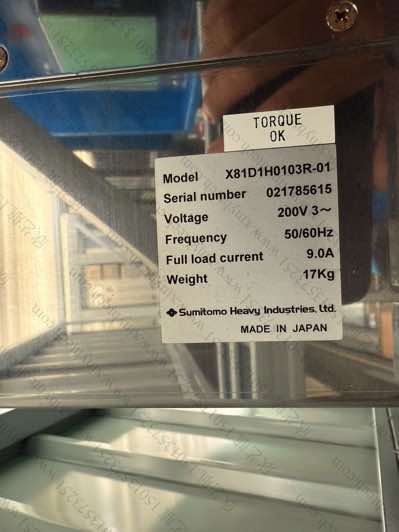 TORQUE
OK
Model X81D1H0103R-01
Serial number 021785615
Voltage 200V 3~
Frequency 50/60Hz
Full load current 9.0A
Weight 17Kg
Sumitomo Heavy Industries, Ltd.
MADE IN JAPAN